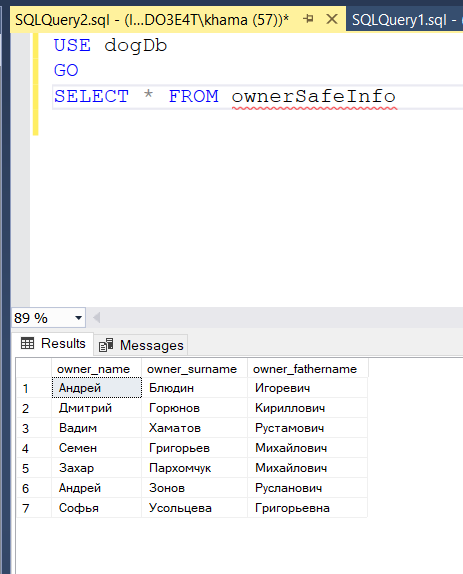 SQLQuery2.sql - (l...DO3E4T\khama (57))* SQLQuery1.sql - (
USE dogDb
GO
SELECT * FROM ownerSafeInfo
89 %
Results Messages
owner_name owner_surname owner_fathername
1 Андрей Блюдин Игоревич
2 Дмитрий Горюнов Кириллович
3 Вадим Хаматов Рустамович
4 Семен Григорьев Михайлович
5 Захар Пархомчук Михайлович
6 Андрей Зонов Русланович
7 Софья Усольцева Григорьевна